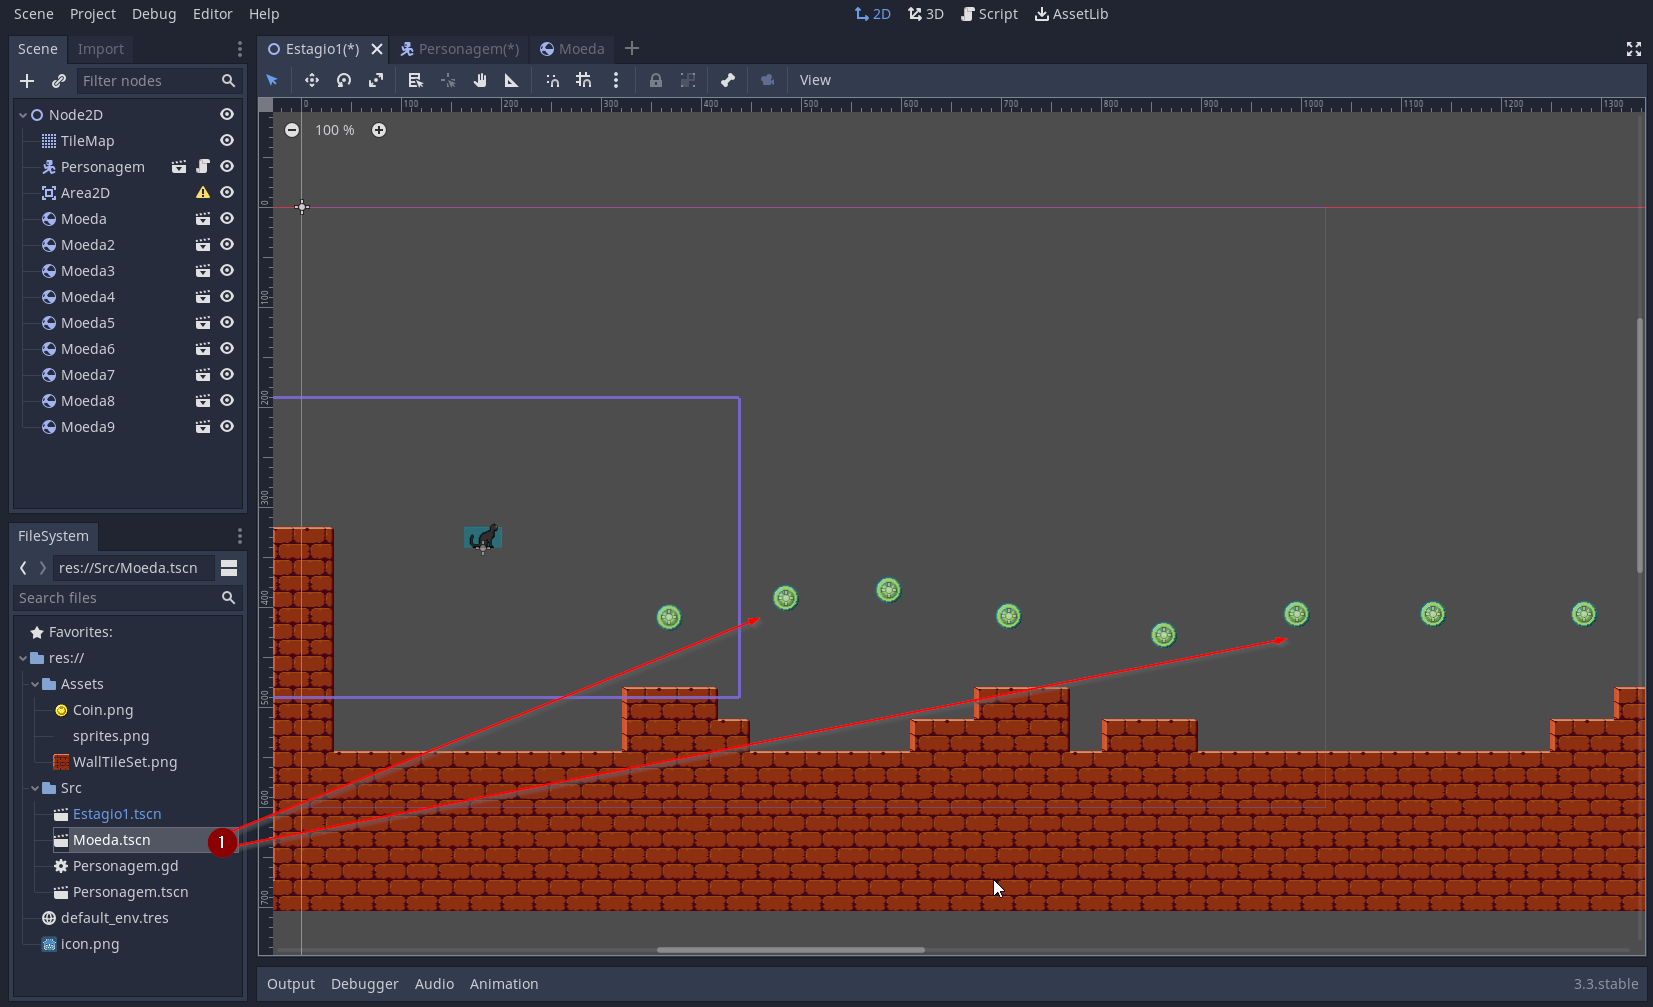 Scene Project Debug Editor Help
2D 3D Script AssetLib
Scene Import
Filter nodes
Node2D
TileMap
Personagem
Area2D
Moeda
Moeda2
Moeda3
Moeda4
Moeda5
Moeda6
Moeda7
Moeda8
Moeda9
FileSystem
res://Src/Moeda.tscn
Search files
Favorites:
res://
Assets
Coin.png
sprites.png
WallTileSet.png
Src
Estagio1.tscn
Moeda.tscn
1
Personagem.gd
Personagem.tscn
default_env.tres
icon.png
Estagio1(*) Personagem(*) Moeda
View
0 100 200 300 400 500 600 700 800 900 1000 1100 1200 1300
100 %
0
100
200
300
400
500
600
700
Output Debugger Audio Animation
3.3.stable